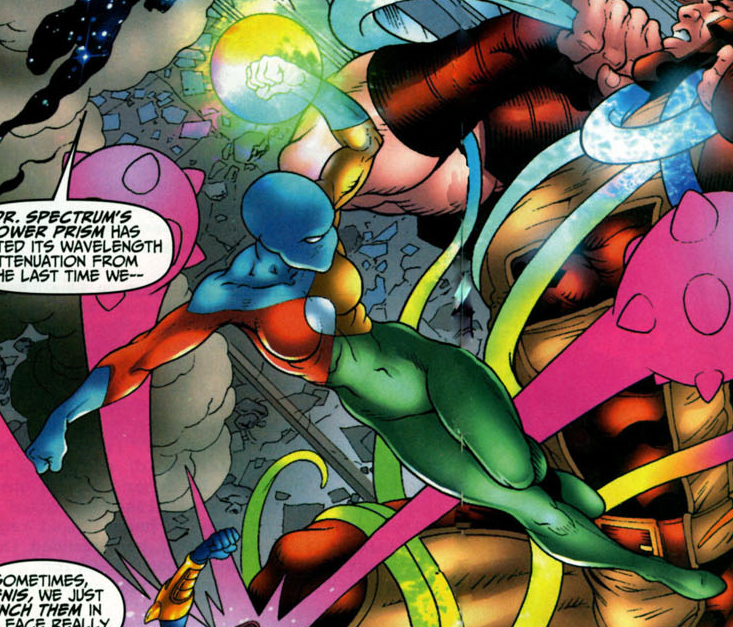 DR. SPECTRUM'S
POWER PRISM HAS
TED ITS WAVELENGTH
TTENUATION FROM
HE LAST TIME WE--
SOMETIMES,
ENIS, WE JUST
NCH THEM IN
FACE REALLY